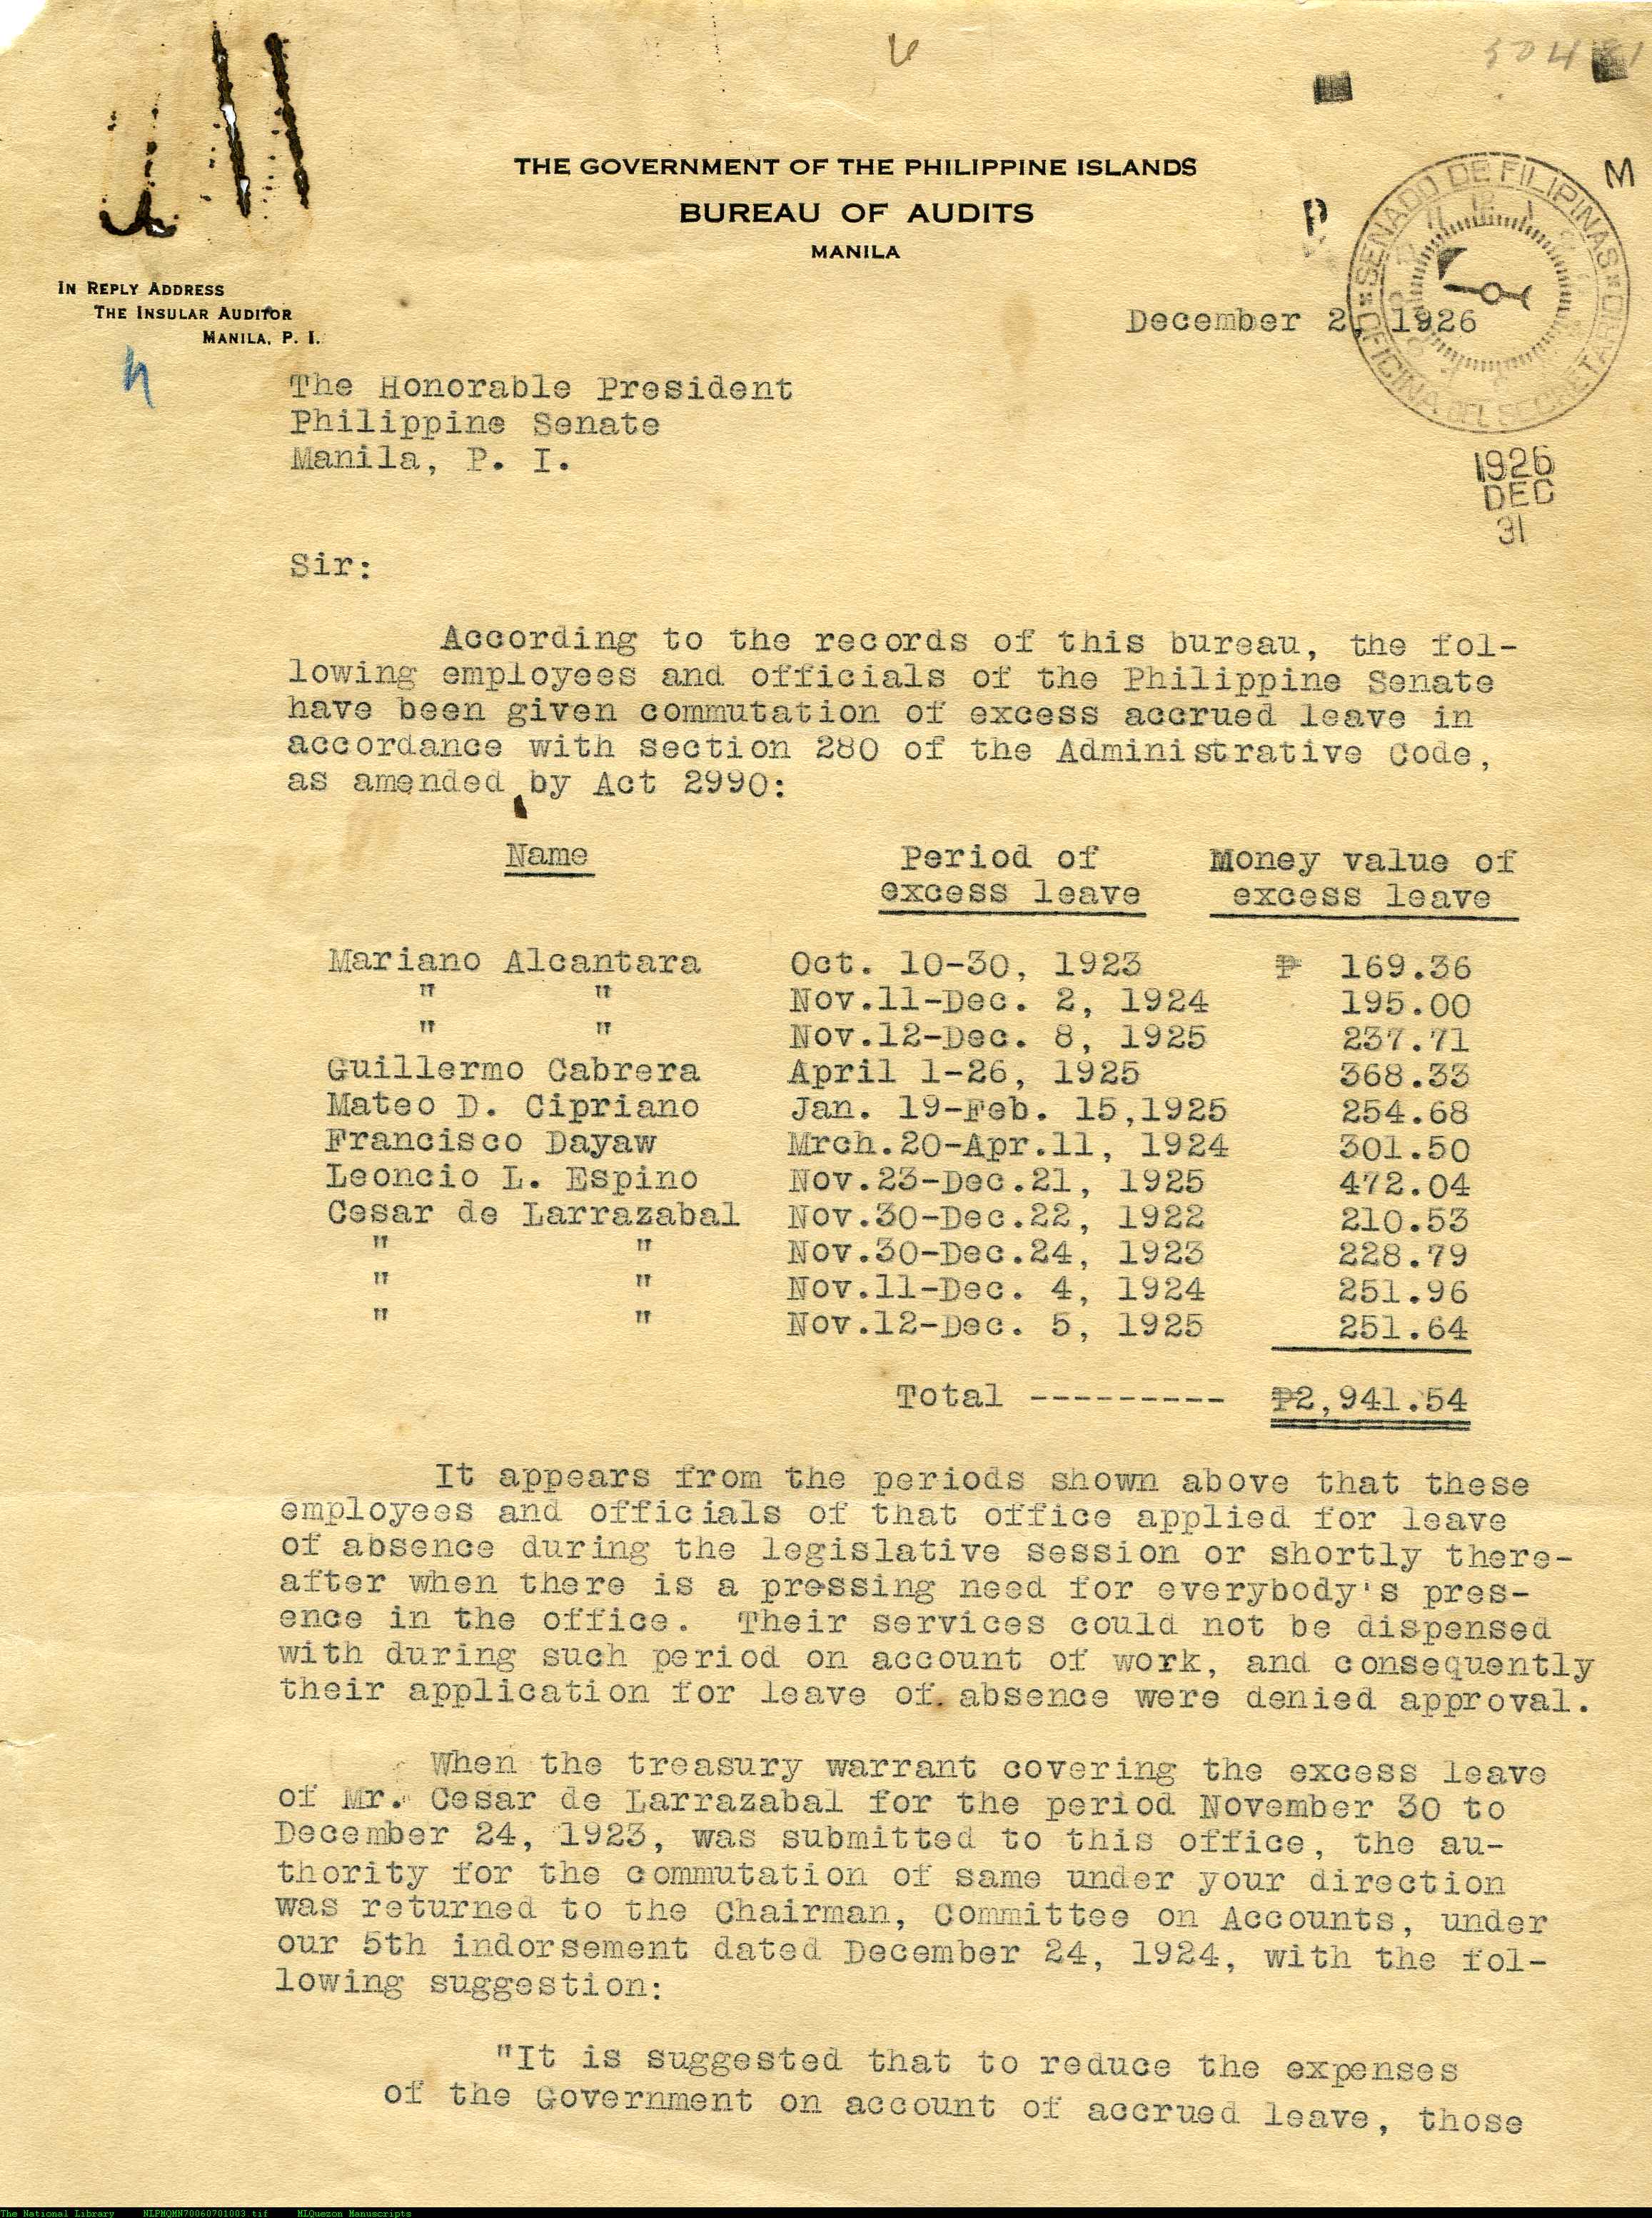 50481
THE GOVERNMENT OF THE PHILIPPINE ISLANDS
BUREAU OF AUDITS
MANILA
P
M
SENADO DE FILIPINAS
OFICINA DEL SECRETARIO
1926
DEC
31
IN REPLY ADDRESS
THE INSULAR AUDITOR
MANILA, P. I.
December 2, 1926
The Honorable President
Philippine Senate
Manila, P. I.
Sir:
According to the records of this bureau, the fol-
lowing employees and officials of the Philippine Senate
have been given commutation of excess accrued leave in
accordance with section 280 of the Administrative Code,
as amended by Act 2990:
Name Period of excess leave Money value of excess leave
Mariano Alcantara Oct. 10-30, 1923 ₱ 169.36
" " Nov.11-Dec. 2, 1924 195.00
" " Nov.12-Dec. 8, 1925 237.71
Guillermo Cabrera April 1-26, 1925 368.33
Mateo D. Cipriano Jan. 19-Feb. 15,1925 254.68
Francisco Dayaw Mrch.20-Apr.11, 1924 301.50
Leoncio L. Espino Nov.23-Dec.21, 1925 472.04
Cesar de Larrazabal Nov.30-Dec.22, 1922 210.53
" " Nov.30-Dec.24, 1923 228.79
" " Nov.11-Dec. 4, 1924 251.96
" " Nov.12-Dec. 5, 1925 251.64
Total --------- ₱2,941.54
It appears from the periods shown above that these
employees and officials of that office applied for leave
of absence during the legislative session or shortly there-
after when there is a pressing need for everybody's pres-
ence in the office. Their services could not be dispensed
with during such period on account of work, and consequently
their application for leave of absence were denied approval.
When the treasury warrant covering the excess leave
of Mr. Cesar de Larrazabal for the period November 30 to
December 24, 1923, was submitted to this office, the au-
thority for the commutation of same under your direction
was returned to the Chairman, Committee on Accounts, under
our 5th indorsement dated December 24, 1924, with the fol-
lowing suggestion:
"It is suggested that to reduce the expenses
of the Government on account of accrued leave, those
The National Library NLPMQMN70060701003.tif MLQuezon Manuscripts